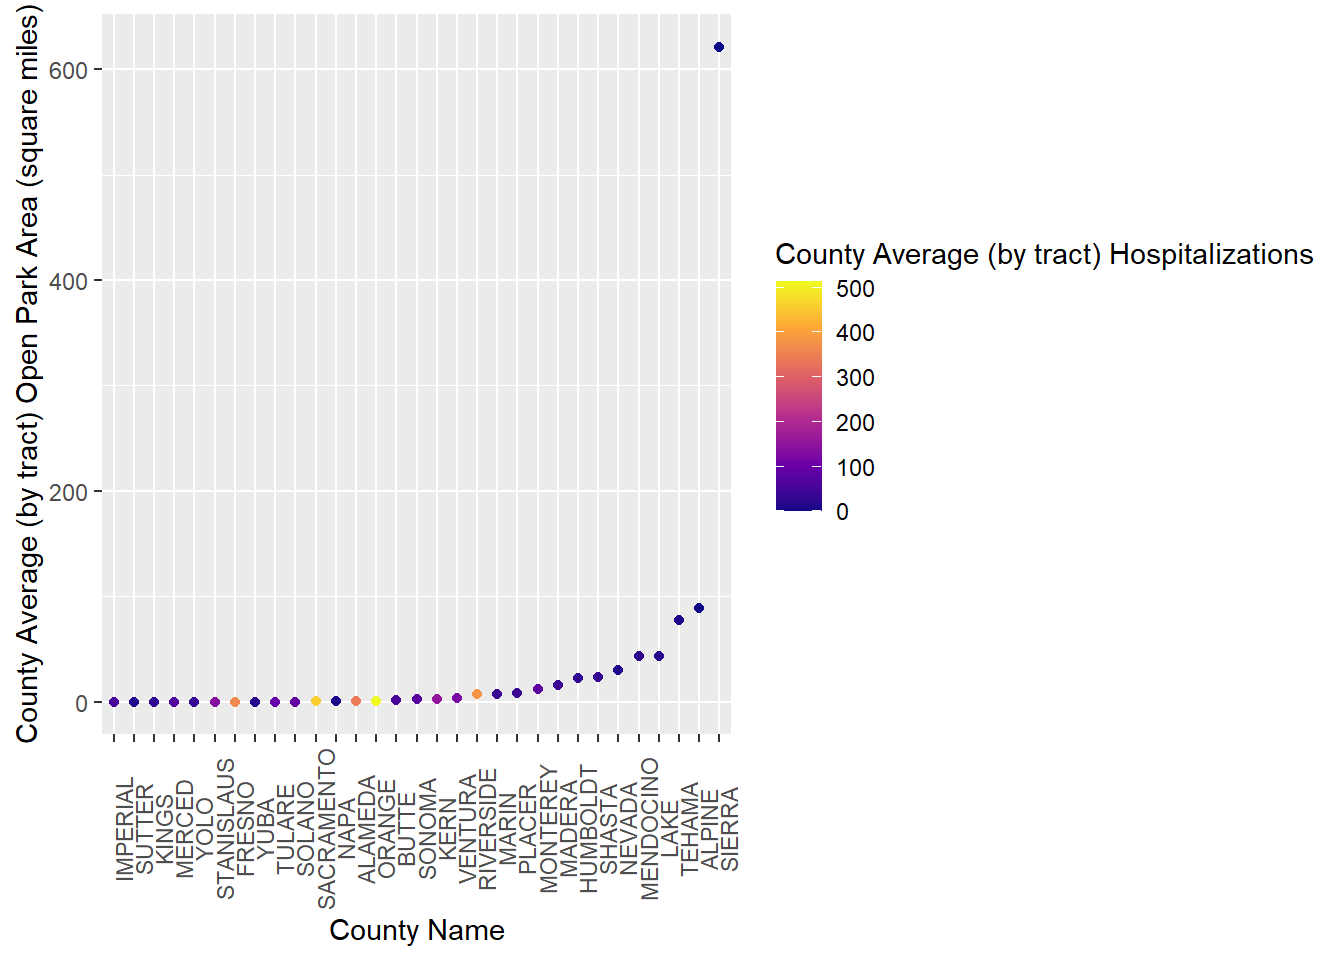 County Average (by tract) Open Park Area (square miles)
600
400
200
0
IMPERIAL
SUTTER
KINGS
MERCED
YOLO
STANISLAUS
FRESNO
YUBA
TULARE
SOLANO
SACRAMENTO
NAPA
ALAMEDA
ORANGE
BUTTE
SONOMA
KERN
VENTURA
RIVERSIDE
MARIN
PLACER
MONTEREY
MADERA
HUMBOLDT
SHASTA
NEVADA
MENDOCINO
LAKE
TEHAMA
ALPINE
SIERRA
County Name
County Average (by tract) Hospitalizations
500
400
300
200
100
0